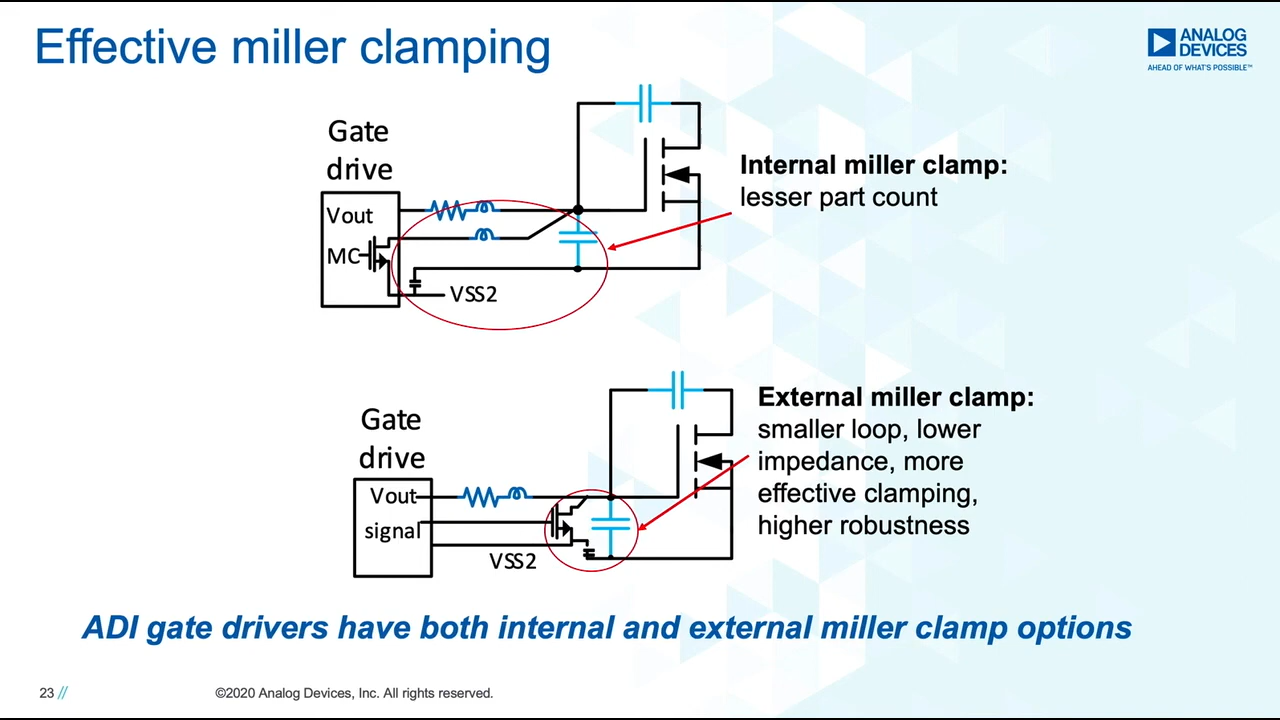 Effective miller clamping
ANALOG
DEVICES
AHEAD OF WHAT'S POSSIBLE™
Gate
drive
Vout
MC
VSS2
Internal miller clamp:
lesser part count
Gate
drive
Vout
signal
VSS2
External miller clamp:
smaller loop, lower
impedance, more
effective clamping,
higher robustness
ADI gate drivers have both internal and external miller clamp options
23 //
©2020 Analog Devices, Inc. All rights reserved.